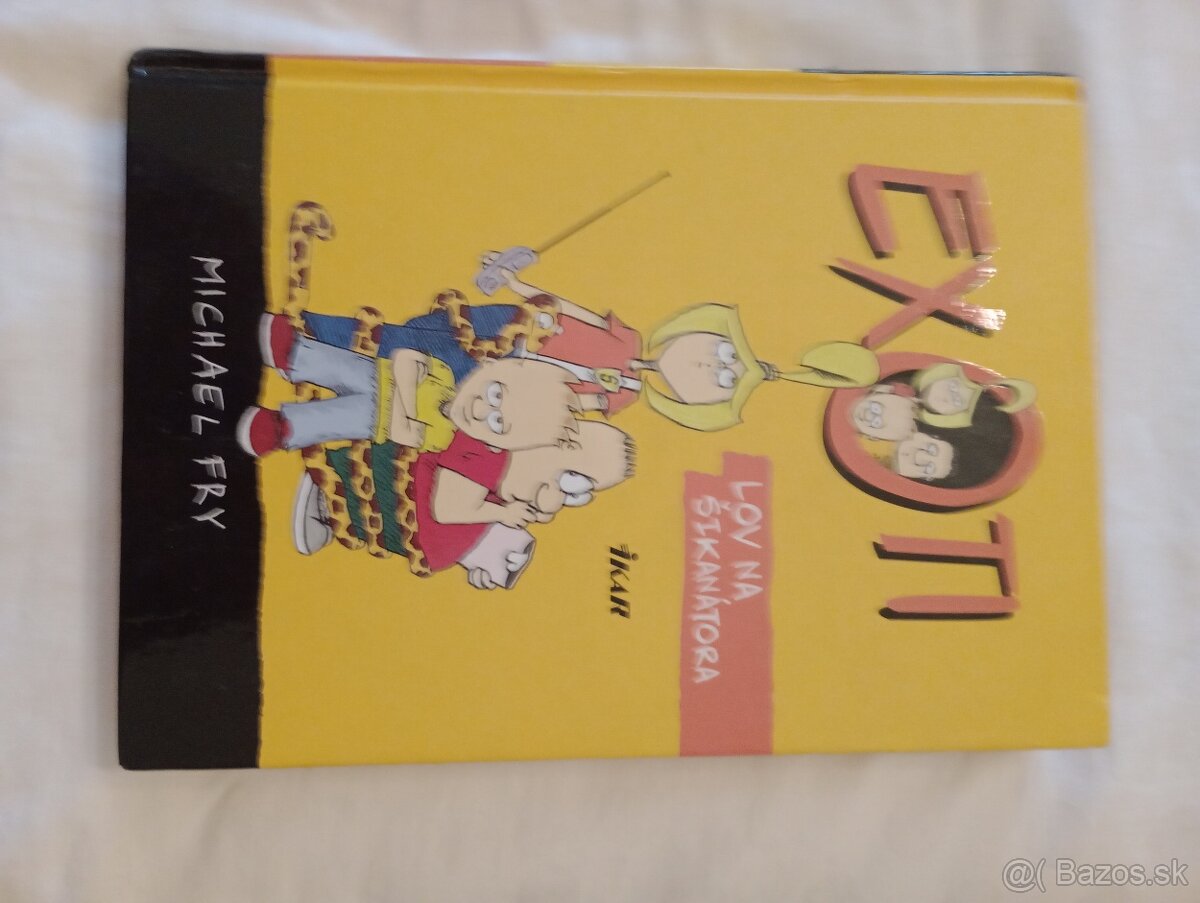 EXOTI
LOV NA
ŠIKANÁTORA
IKAR
MICHAEL FRY
@( Bazos.sk